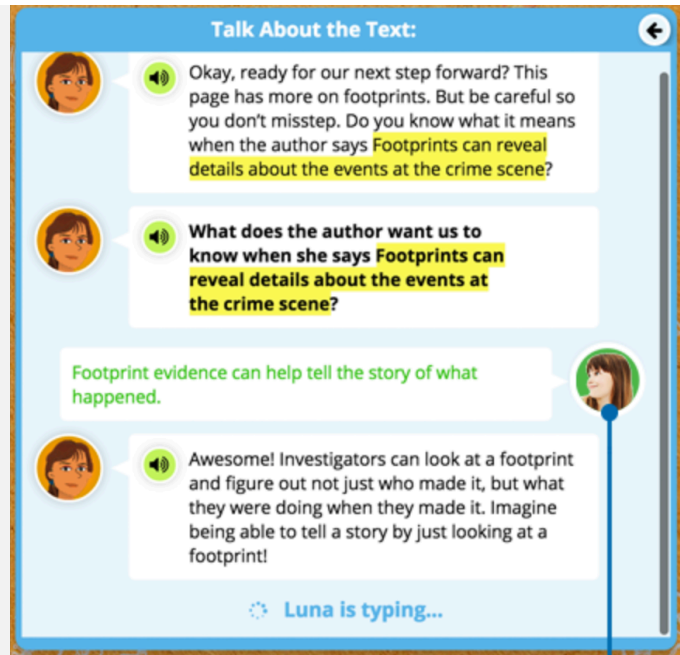 Talk About the Text:
Okay, ready for our next step forward? This
page has more on footprints. But be careful so
you don’t misstep. Do you know what it means
when the author says Footprints can reveal
details about the events at the crime scene?
What does the author want us to
know when she says Footprints can
reveal details about the events at
the crime scene?
Footprint evidence can help tell the story of what
happened.
Awesome! Investigators can look at a footprint
and figure out not just who made it, but what
they were doing when they made it. Imagine
being able to tell a story by just looking at a
footprint!
Luna is typing...